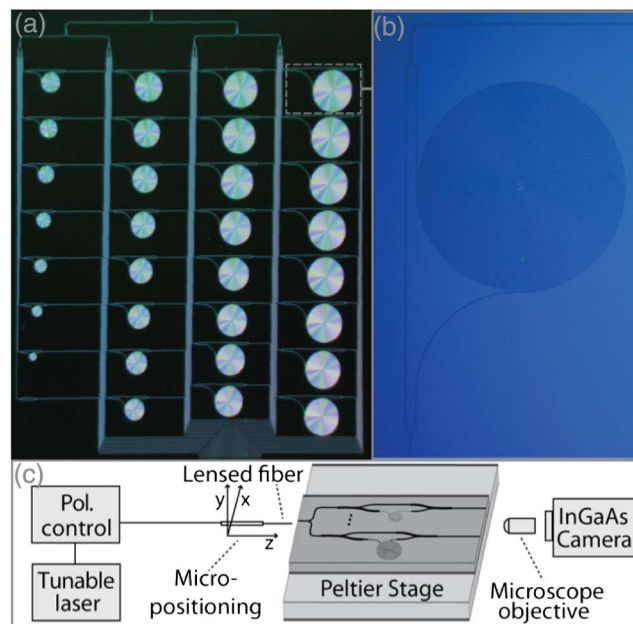 (a)
(b)
(c)
Pol.
control
Tunable
laser
y
x
z
Lensed fiber
Micro-
positioning
Peltier Stage
Microscope
objective
InGaAs
Camera